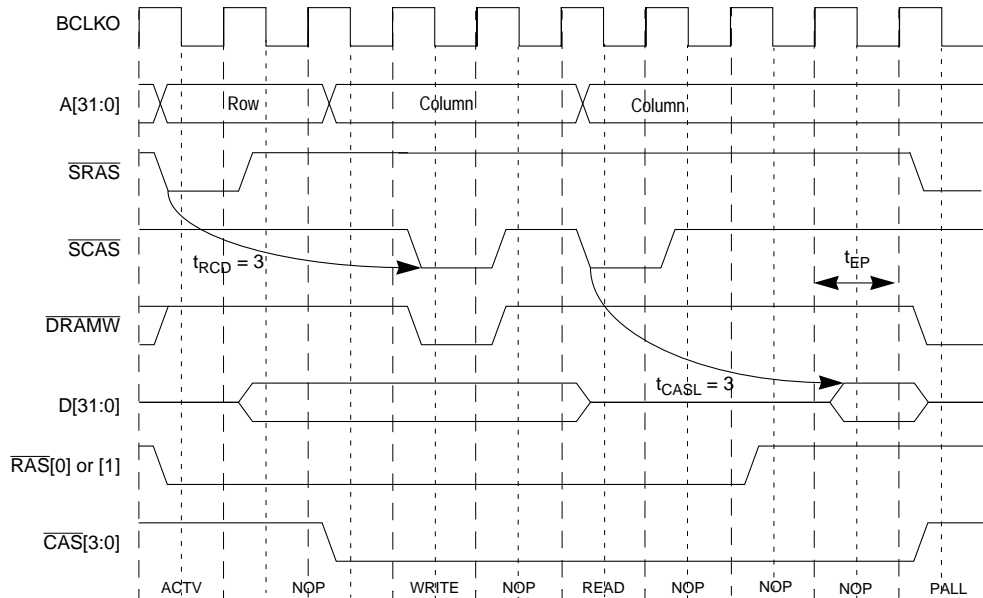 BCLKO
A[31:0]
Row
Column
Column
SRAS
SCAS
tRCD = 3
tEP
DRAMW
tCASL = 3
D[31:0]
RAS[0] or [1]
CAS[3:0]
ACTV
NOP
WRITE
NOP
READ
NOP
NOP
NOP
PALL